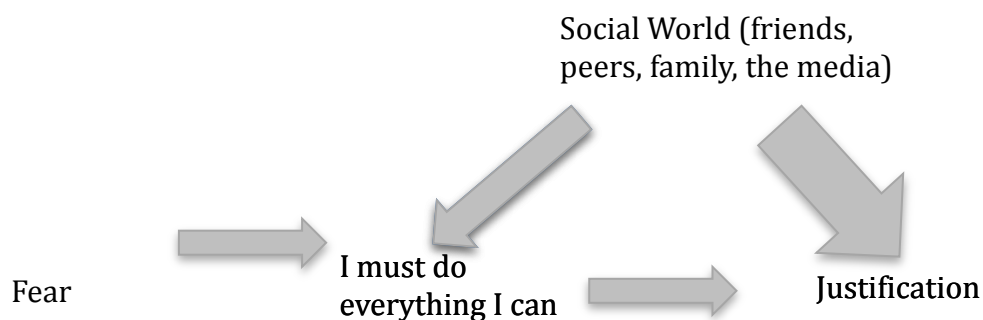 Social World (friends,
peers, family, the media)
Fear
I must do
everything I can
Justification